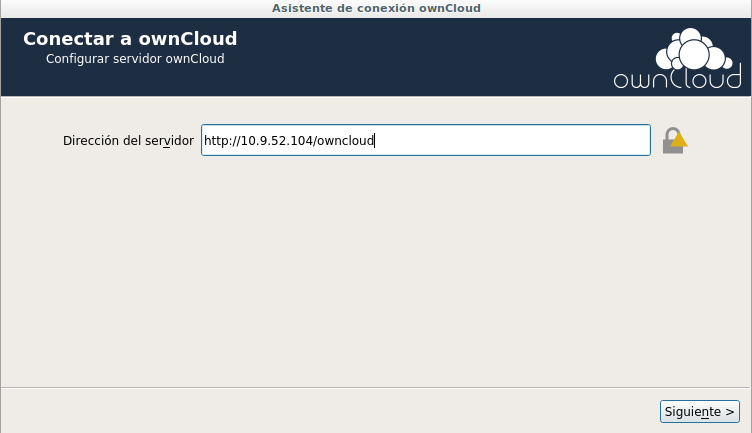 Asistente de conexión ownCloud
Conectar a ownCloud
Configurar servidor ownCloud
ownCloud
Dirección del servidor http://10.9.52.104/owncloud
Siguiente >